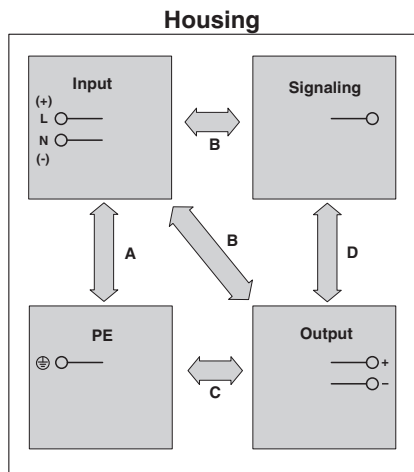 Housing
Input
(+)
L
N
(-)
Signaling
B
A
B
D
PE
Output
+
–
C